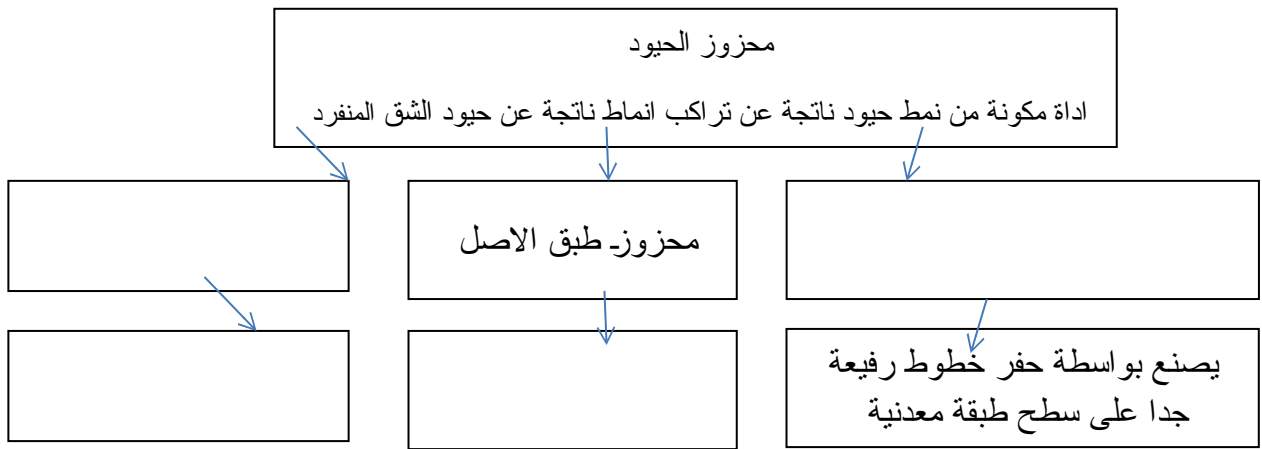 محزوز الحيود
اداة مكونة من نمط حيود ناتجة عن تراكب انماط ناتجة عن حيود الشق المنفرد
محزوزـ طبق الاصل
يصنع بواسطة حفر خطوط رفيعة
جدا على سطح طبقة معدنية